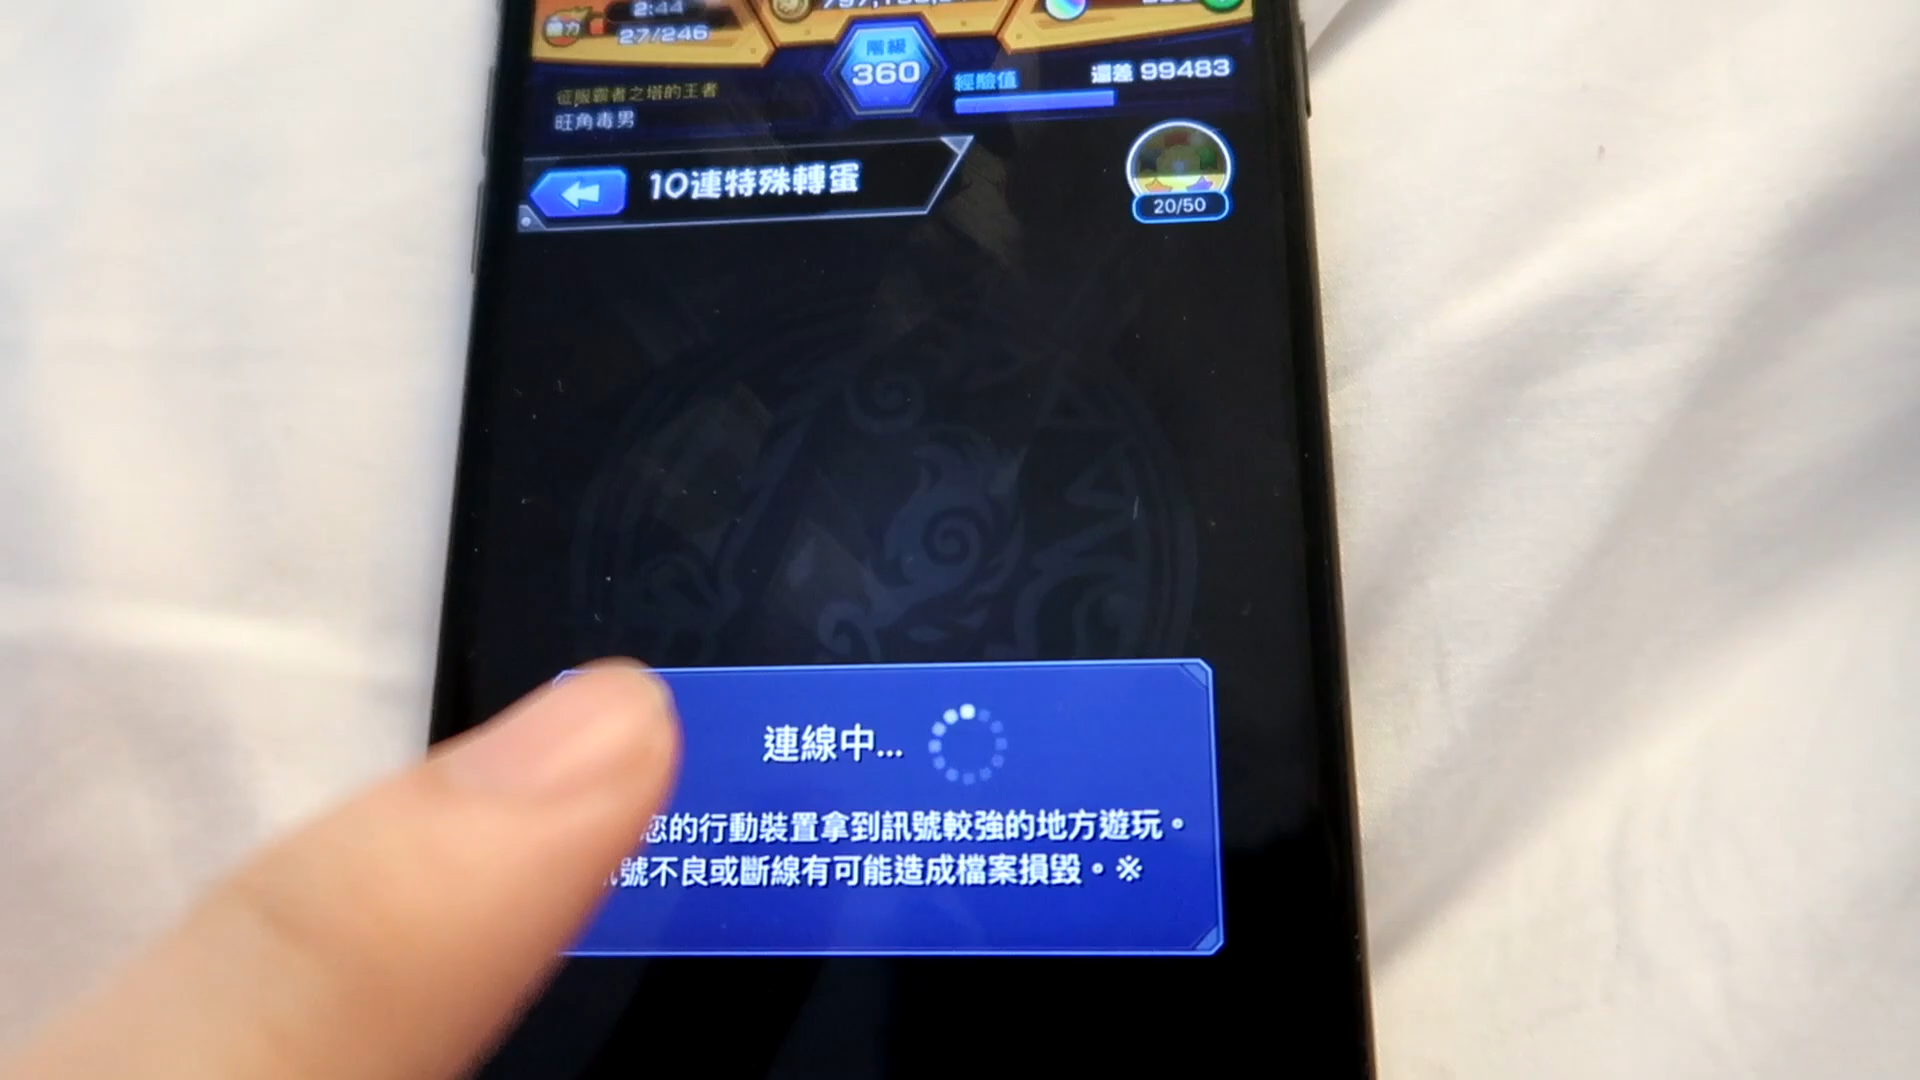 體力
2:44
27/246
階級
360
經驗值
還差 99483
征服霸者之塔的王者
旺角毒男
10連特殊轉蛋
20/50
連線中...
您的行動裝置拿到訊號較強的地方遊玩。
號不良或斷線有可能造成檔案損毀。※